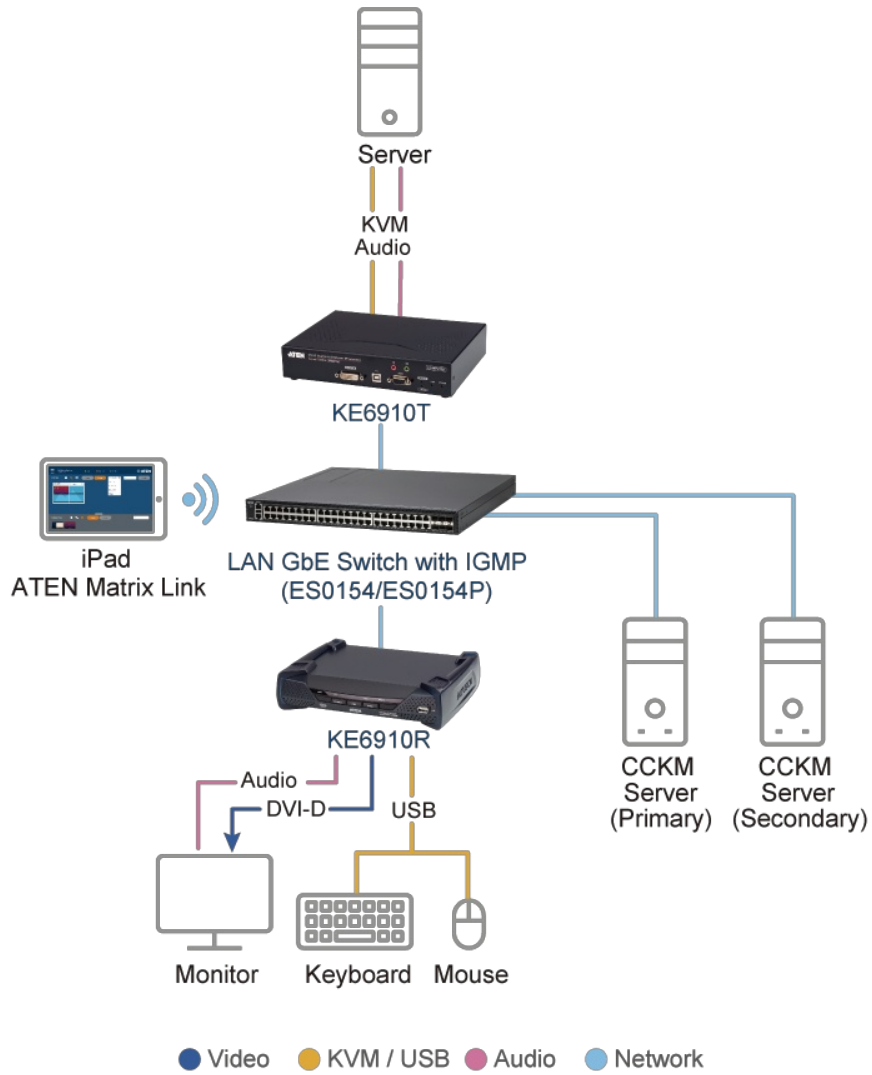 Server
KVM
Audio
ATEN
KE6910T
iPad
ATEN Matrix Link
LAN GbE Switch with IGMP
(ES0154/ES0154P)
KE6910R
Audio
DVI-D
USB
CCKM
Server
(Primary)
CCKM
Server
(Secondary)
Monitor
Keyboard
Mouse
Video
KVM / USB
Audio
Network